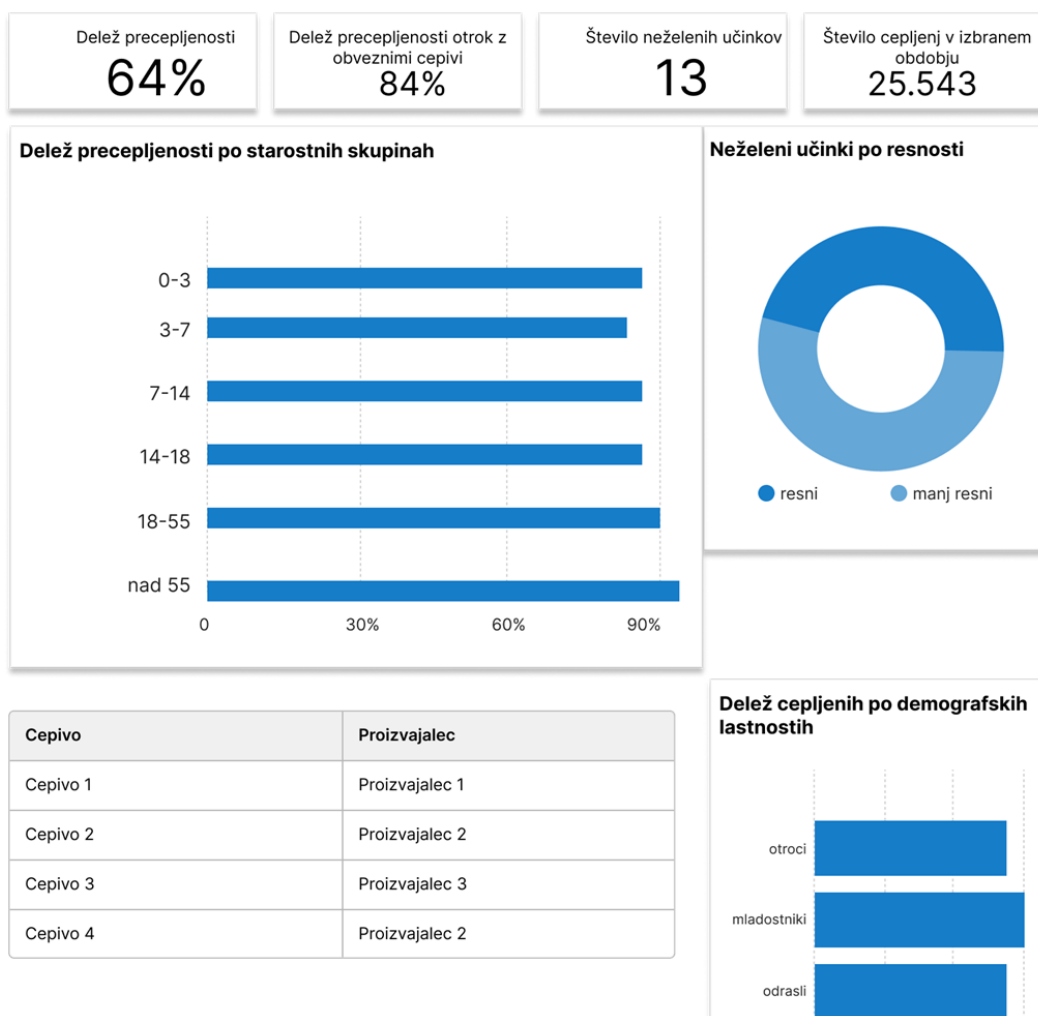 Delež precepljenosti
64%
Delež precepljenosti otrok z
obveznimi cepivi
84%
Število neželenih učinkov
13
Število cepljenj v izbranem
obdobju
25.543
Delež precepljenosti po starostnih skupinah
0-3
3-7
7-14
14-18
18-55
nad 55
0 30% 60% 90%
Neželeni učinki po resnosti
resni manj resni
Cepivo Proizvajalec
Cepivo 1 Proizvajalec 1
Cepivo 2 Proizvajalec 2
Cepivo 3 Proizvajalec 3
Cepivo 4 Proizvajalec 2
Delež cepljenih po demografskih
lastnostih
otroci
mladostniki
odrasli